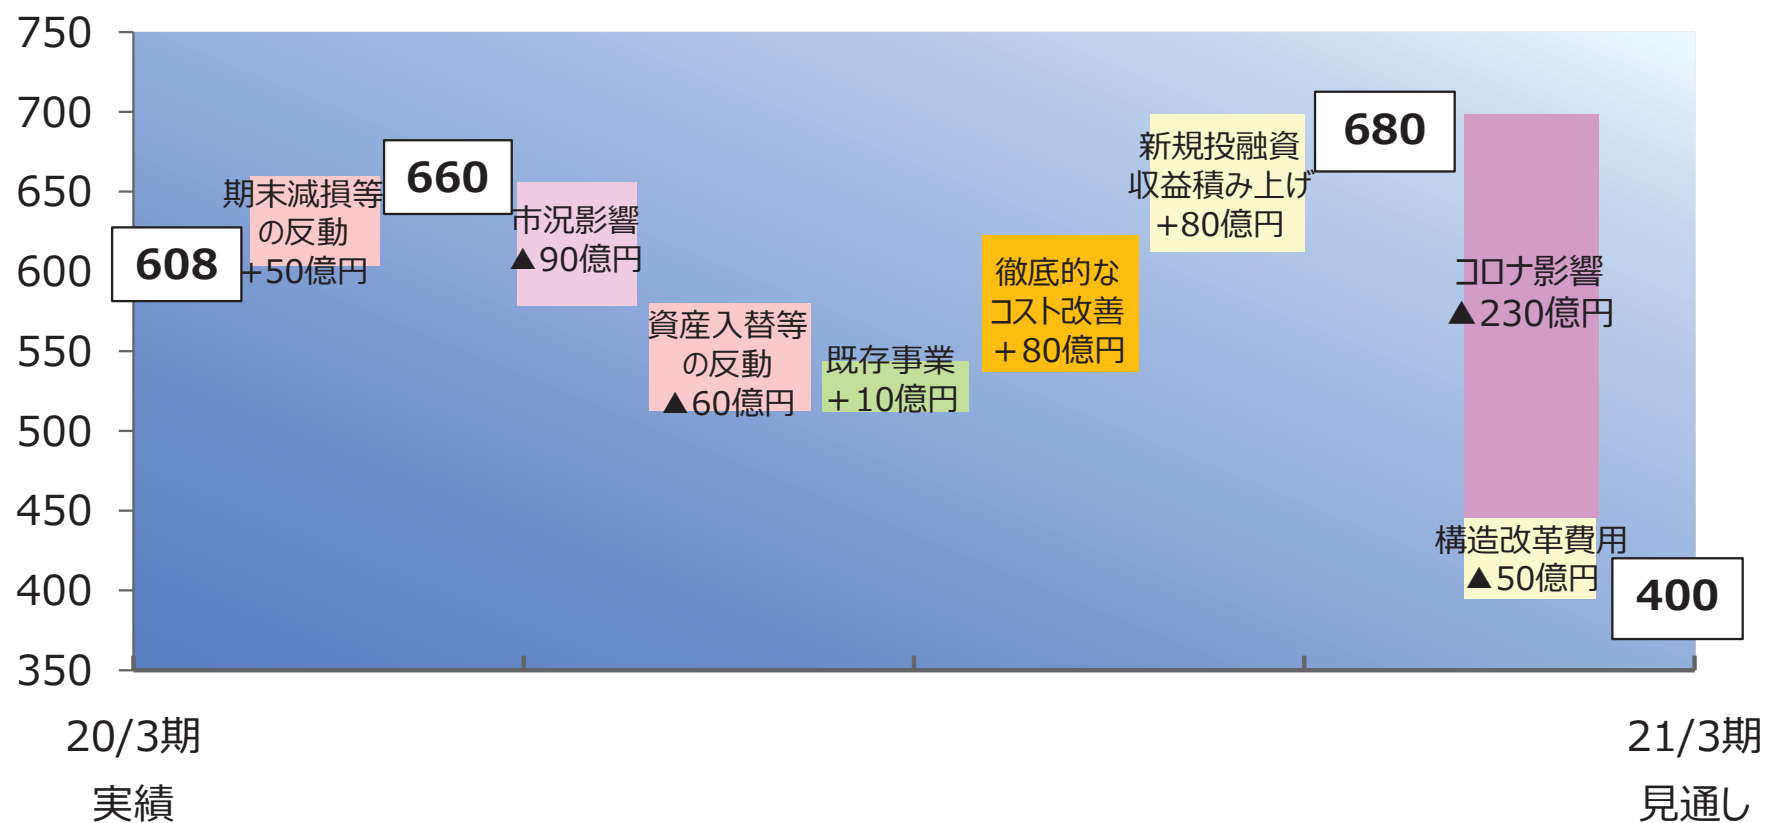 750
700
650
600
550
500
450
400
350
608
期末減損等
の反動
+50億円
660
市況影響
▲90億円
資産入替等
の反動
▲60億円
既存事業
+10億円
徹底的な
コスト改善
+80億円
新規投融資
収益積み上げ
+80億円
680
コロナ影響
▲230億円
構造改革費用
▲50億円
400
20/3期
実績
21/3期
見通し